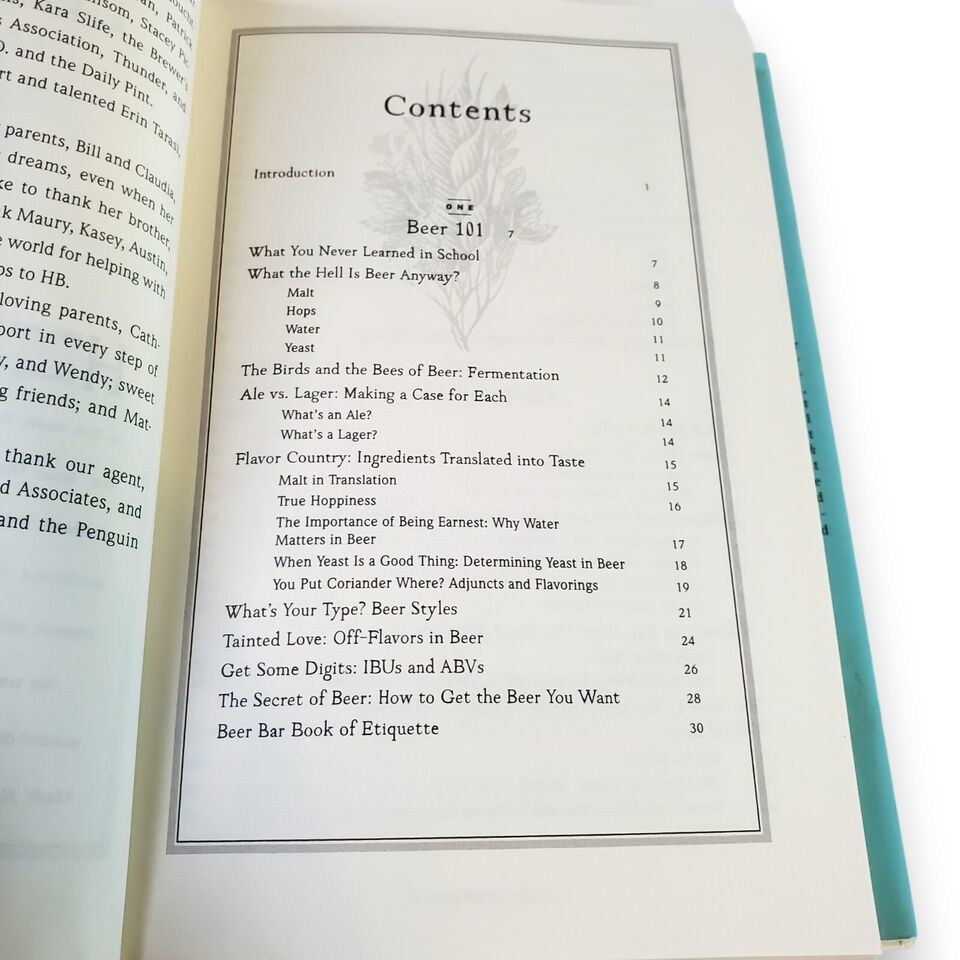 Patrick
nsom, Stacey Pic-
Kara Slife, the Brewer's
Association, Thunder, and
and the Daily Pint.
rt and talented Erin Tarasi,
parents, Bill and Claudia,
dreams, even when her
ke to thank her brother,
k Maury, Kasey, Austin,
world for helping with
ps to HB.
loving parents, Cath-
port in every step of
y, and Wendy; sweet
g friends; and Mat-
thank our agent,
d Associates, and
and the Penguin
Contents
Introduction 1
ONE
Beer 101 7
What You Never Learned in School 7
What the Hell Is Beer Anyway? 8
Malt 9
Hops 10
Water 11
Yeast 11
The Birds and the Bees of Beer: Fermentation 12
Ale vs. Lager: Making a Case for Each 14
What's an Ale? 14
What's a Lager? 14
Flavor Country: Ingredients Translated into Taste 15
Malt in Translation 15
True Hoppiness 16
The Importance of Being Earnest: Why Water
Matters in Beer 17
When Yeast Is a Good Thing: Determining Yeast in Beer 18
You Put Coriander Where? Adjuncts and Flavorings 19
What's Your Type? Beer Styles 21
Tainted Love: Off-Flavors in Beer 24
Get Some Digits: IBUs and ABVs 26
The Secret of Beer: How to Get the Beer You Want 28
Beer Bar Book of Etiquette 30